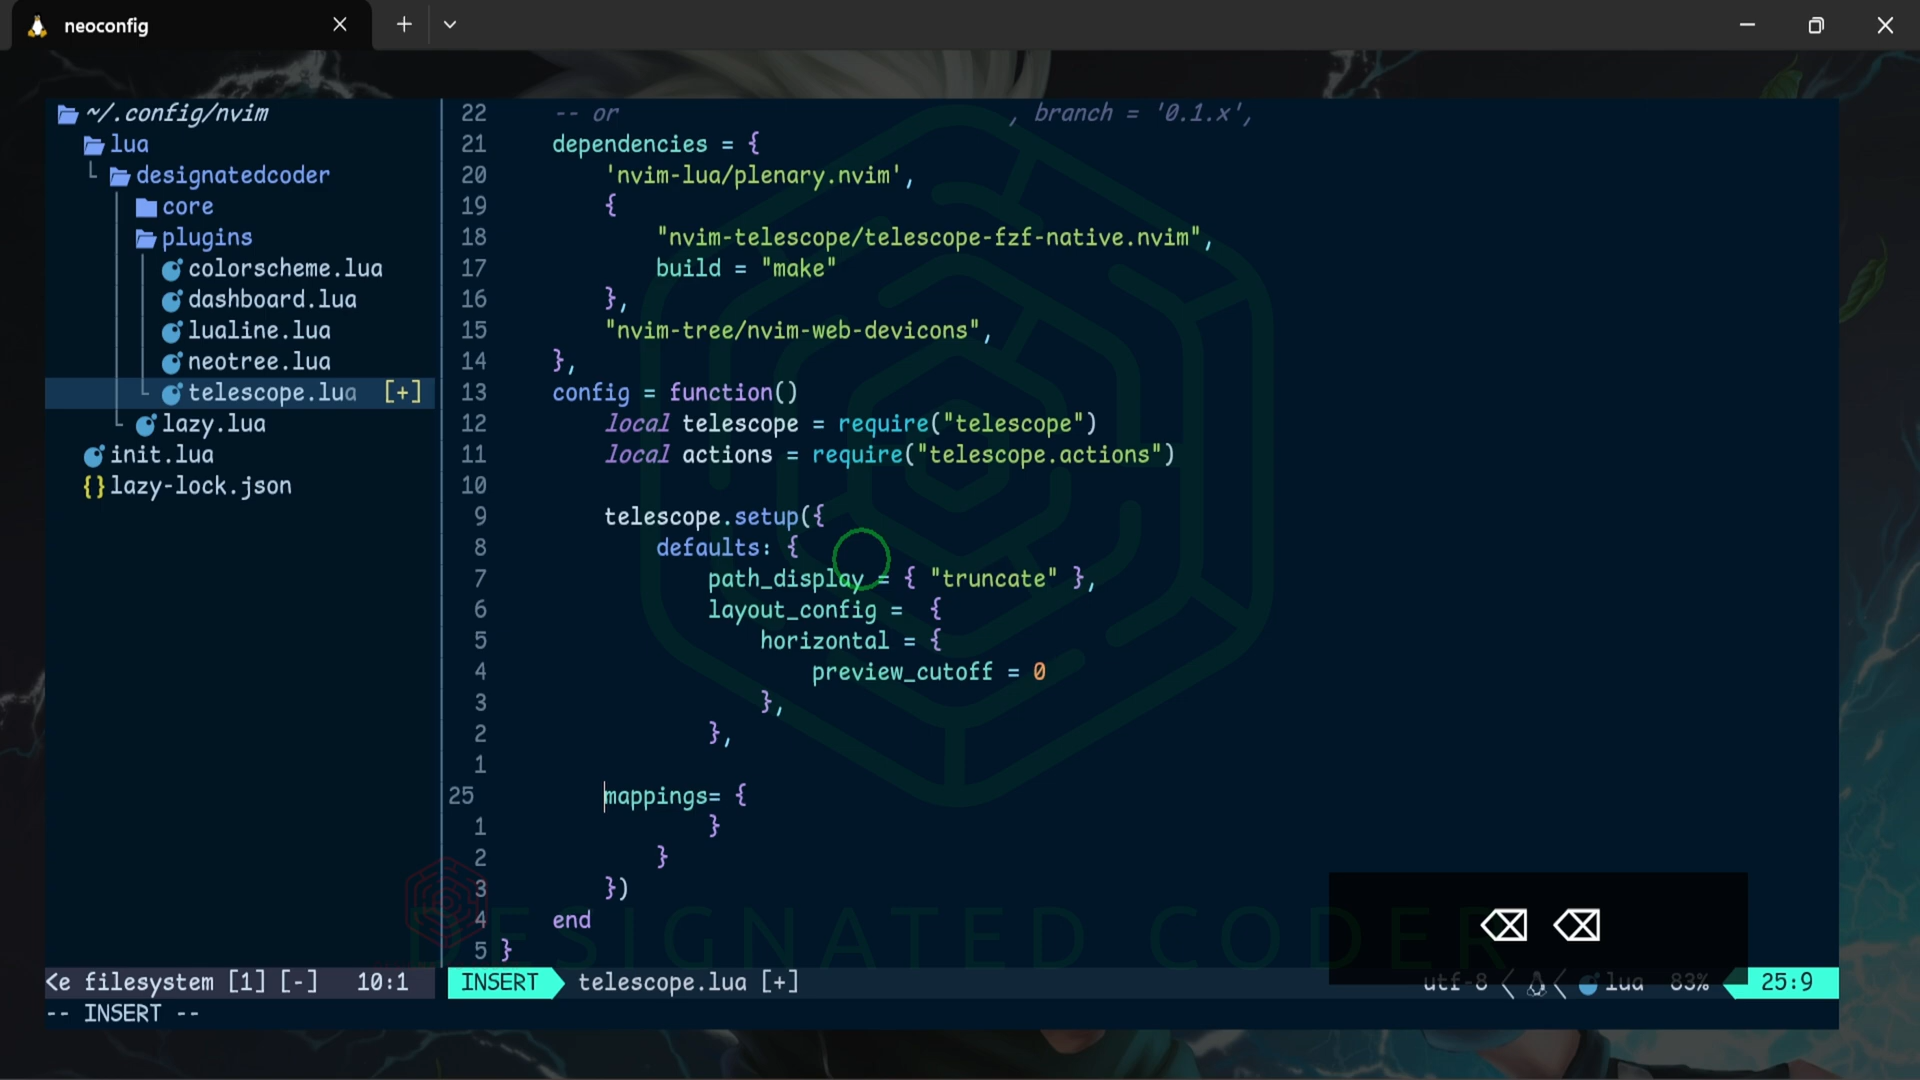 neoconfig
~/.config/nvim
lua
designatedcoder
core
plugins
colorscheme.lua
dashboard.lua
lualine.lua
neotree.lua
telescope.lua [+]
lazy.lua
init.lua
{} lazy-lock.json
22 -- or , branch = '0.1.x',
21 dependencies = {
20 'nvim-lua/plenary.nvim',
19 {
18 "nvim-telescope/telescope-fzf-native.nvim",
17 build = "make"
16 },
15 "nvim-tree/nvim-web-devicons",
14 },
13 config = function()
12 local telescope = require("telescope")
11 local actions = require("telescope.actions")
10
9 telescope.setup({
8 defaults: {
7 path_display = { "truncate" },
6 layout_config =  {
5 horizontal = {
4 preview_cutoff = 0
3 },
2 },
1
25 mappings= {
1 }
2 }
3 })
4 end
5 }
DESIGNATED CODER
<e filesystem [1] [-] 10:1
INSERT telescope.lua [+] utf-8 lua 83% 25:9
-- INSERT --